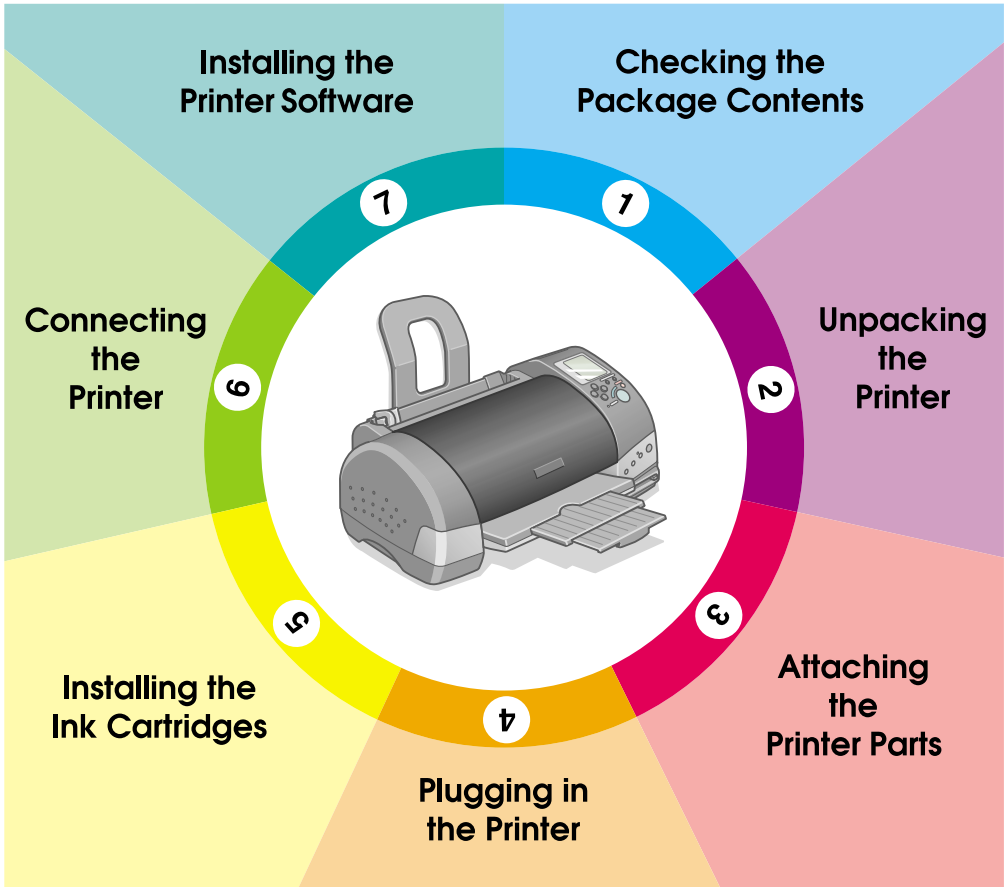 1
Checking the
Package Contents
2
Unpacking
the
Printer
3
Attaching
the
Printer Parts
4
Plugging in
the Printer
5
Installing the
Ink Cartridges
6
Connecting
the
Printer
7
Installing the
Printer Software